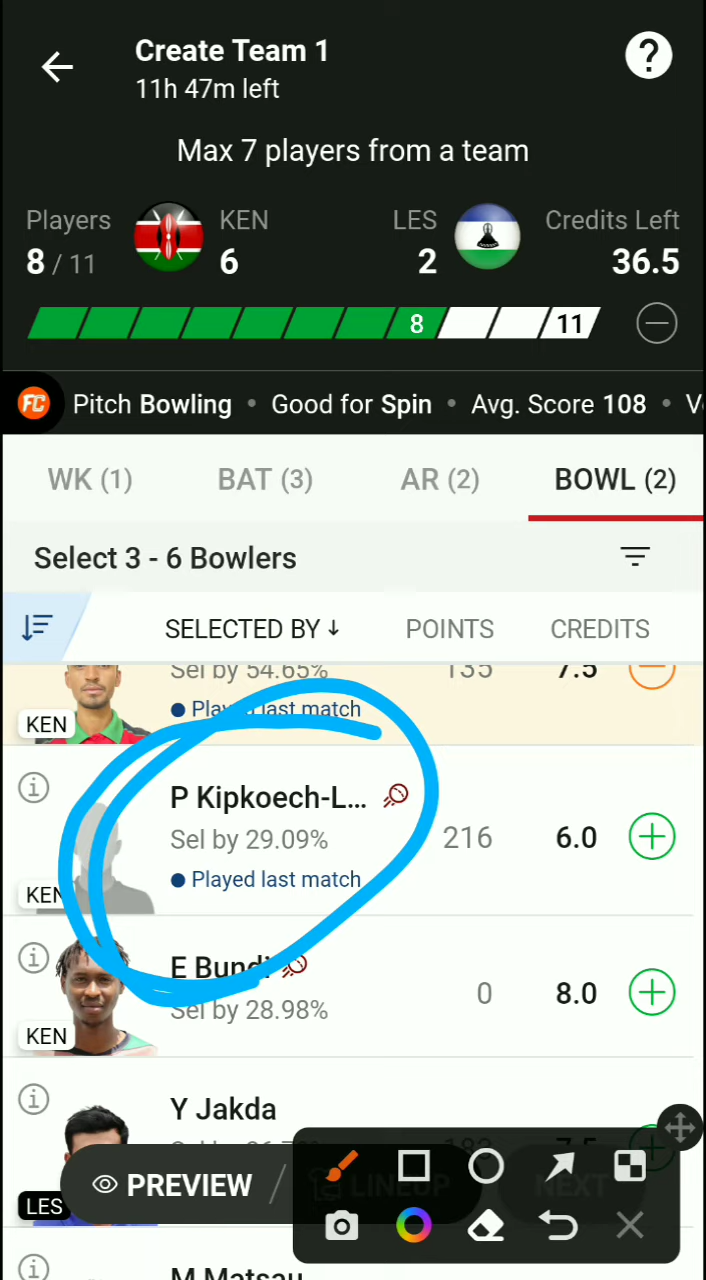 Create Team 1
11h 47m left
Max 7 players from a team
Players KEN LES Credits Left
8 / 11 6 2 36.5
8 11
FC Pitch Bowling • Good for Spin • Avg. Score 108 •
WK (1) BAT (3) AR (2) BOWL (2)
Select 3 - 6 Bowlers
SELECTED BY ↓ POINTS CREDITS
Sel by 54.65% 135 7.5
KEN
Played last match
P Kipkoech-L...
Sel by 29.09% 216 6.0
KEN
Played last match
E Bundi
Sel by 28.98% 0 8.0
KEN
Y Jakda
7.5
LES
PREVIEW LINEUP NEXT
M Matsau